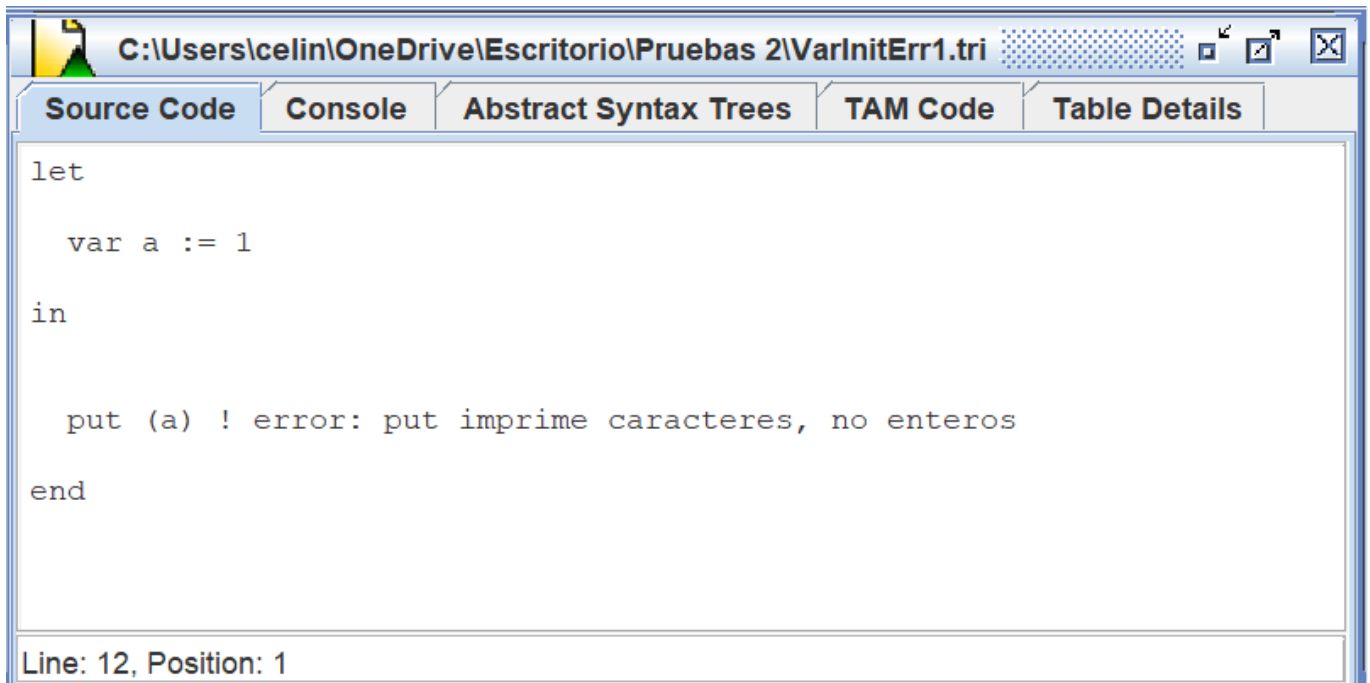 C:\Users\celin\OneDrive\Escritorio\Pruebas 2\VarInitErr1.tri
Source Code Console Abstract Syntax Trees TAM Code Table Details
let
var a := 1
in
put (a) ! error: put imprime caracteres, no enteros
end
Line: 12, Position: 1